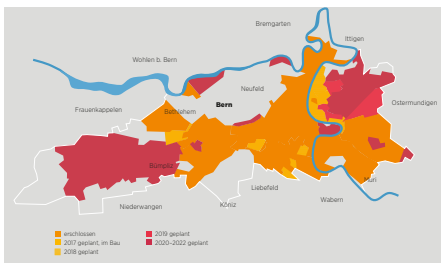 Bremgarten
Ittigen
Wohlen b. Bern
Neufeld
Frauenkappelen
Bern
Ostermundigen
Bethlehem
Bümpliz
Muri
Liebefeld
Wabern
Köniz
Niederwangen
erschlossen
2017 geplant, im Bau
2018 geplant
2019 geplant
2020–2022 geplant